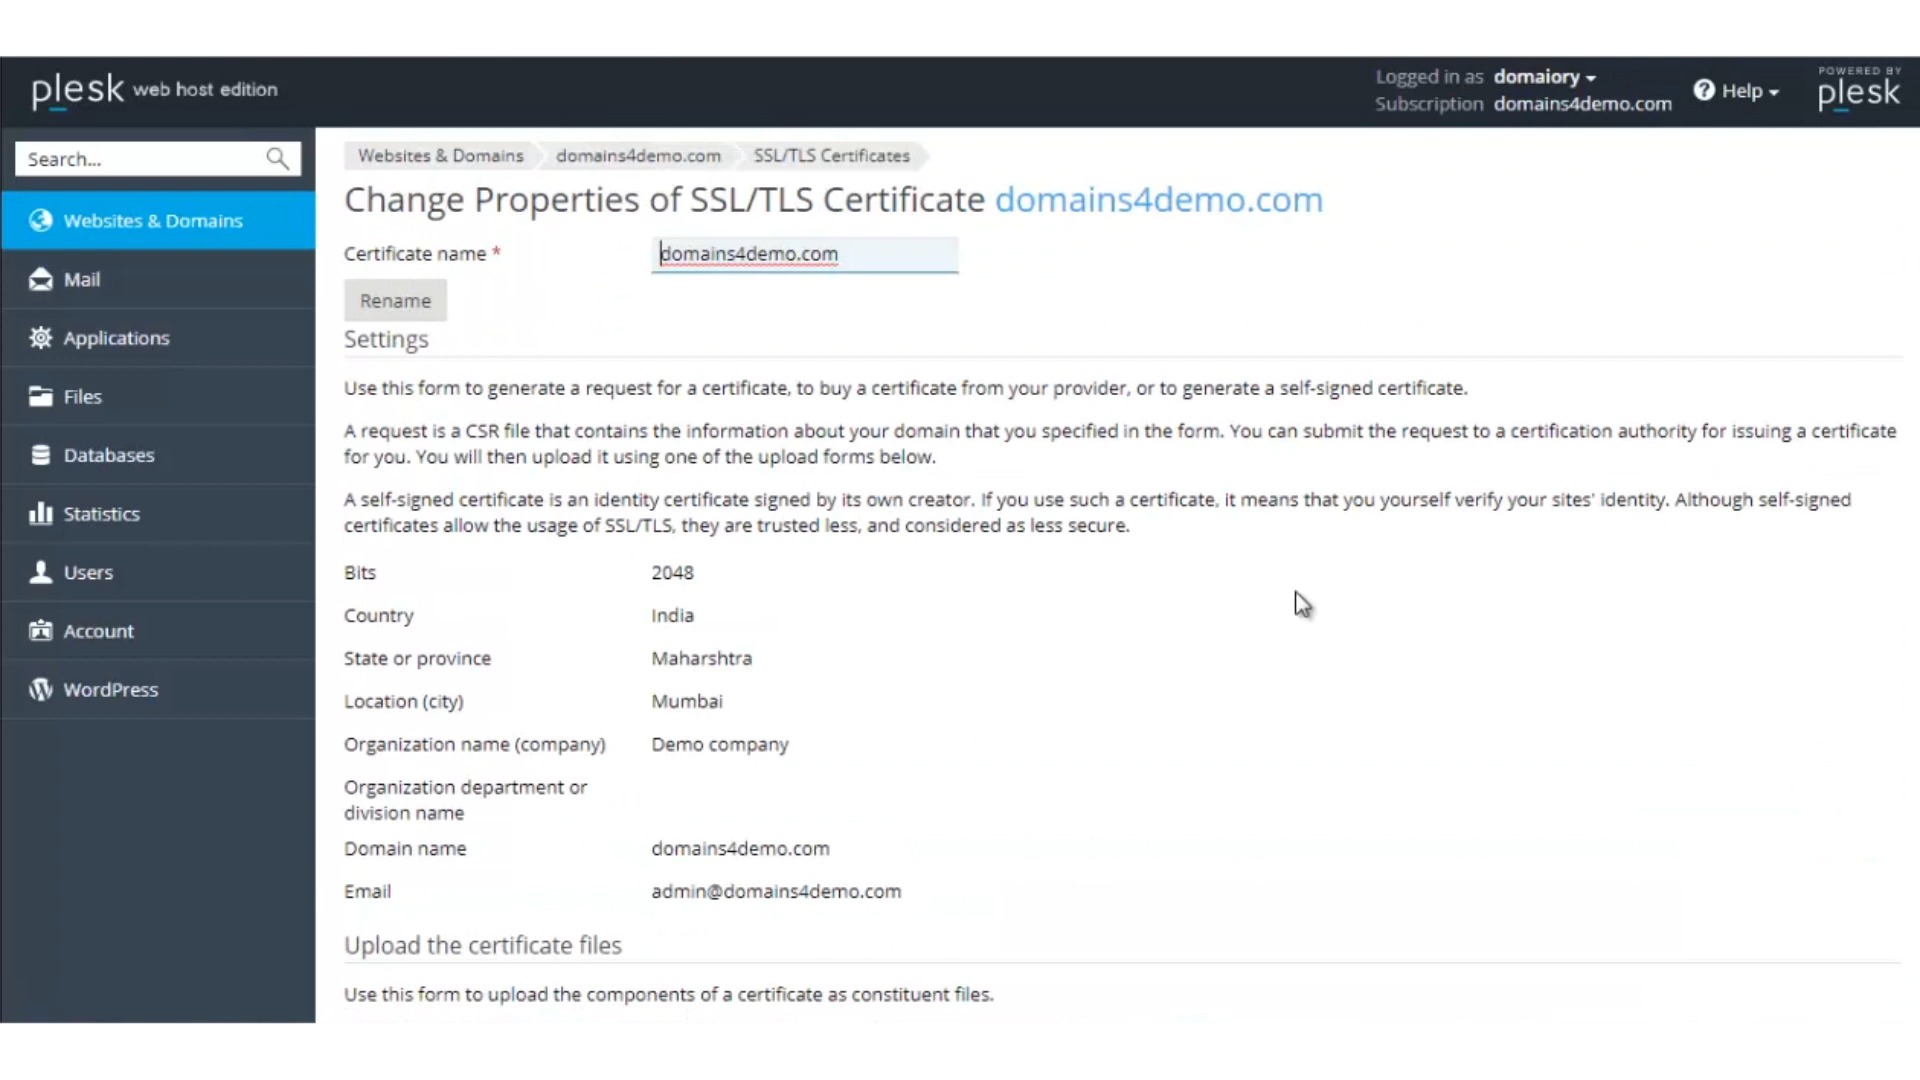 plesk web host edition
Logged in as domaiory
Subscription domains4demo.com
Help
POWERED BY
plesk
Search...
Websites & Domains
Mail
Applications
Files
Databases
Statistics
Users
Account
WordPress
Websites & Domains domains4demo.com SSL/TLS Certificates
Change Properties of SSL/TLS Certificate domains4demo.com
Certificate name * domains4demo.com
Rename
Settings
Use this form to generate a request for a certificate, to buy a certificate from your provider, or to generate a self-signed certificate.
A request is a CSR file that contains the information about your domain that you specified in the form. You can submit the request to a certification authority for issuing a certificate
for you. You will then upload it using one of the upload forms below.
A self-signed certificate is an identity certificate signed by its own creator. If you use such a certificate, it means that you yourself verify your sites' identity. Although self-signed
certificates allow the usage of SSL/TLS, they are trusted less, and considered as less secure.
Bits 2048
Country India
State or province Maharshtra
Location (city) Mumbai
Organization name (company) Demo company
Organization department or
division name
Domain name domains4demo.com
Email admin@domains4demo.com
Upload the certificate files
Use this form to upload the components of a certificate as constituent files.